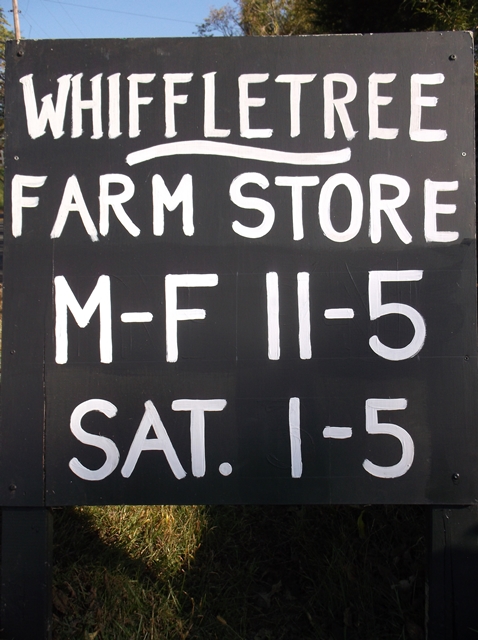 WHIFFLETREE
FARM STORE
M-F 11-5
SAT. 1-5